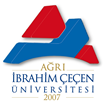 AĞRI
İBRAHİM ÇEÇEN
ÜNİVERSİTESİ
2007